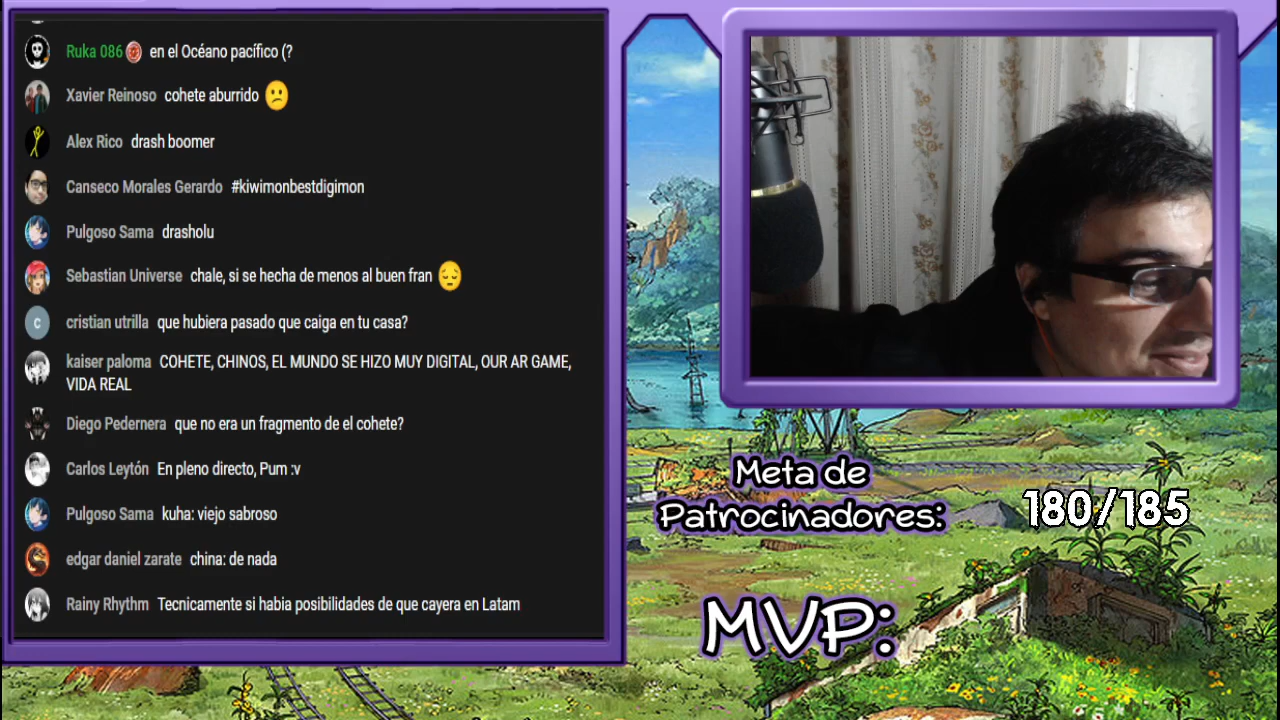 Ruka 086 en el Océano pacífico (?
Xavier Reinoso cohete aburrido
Alex Rico drash boomer
Canseco Morales Gerardo #kiwimonbestdigimon
Pulgoso Sama drasholu
Sebastian Universe chale, si se hecha de menos al buen fran
C cristian utrilla que hubiera pasado que caiga en tu casa?
kaiser paloma COHETE, CHINOS, EL MUNDO SE HIZO MUY DIGITAL, OUR AR GAME,
VIDA REAL
Diego Pedernera que no era un fragmento de el cohete?
Carlos Leytón En pleno directo, Pum :v
Pulgoso Sama kuha: viejo sabroso
edgar daniel zarate china: de nada
Rainy Rhythm Tecnicamente si habia posibilidades de que cayera en Latam
Meta de
Patrocinadores:
180/185
MVP: